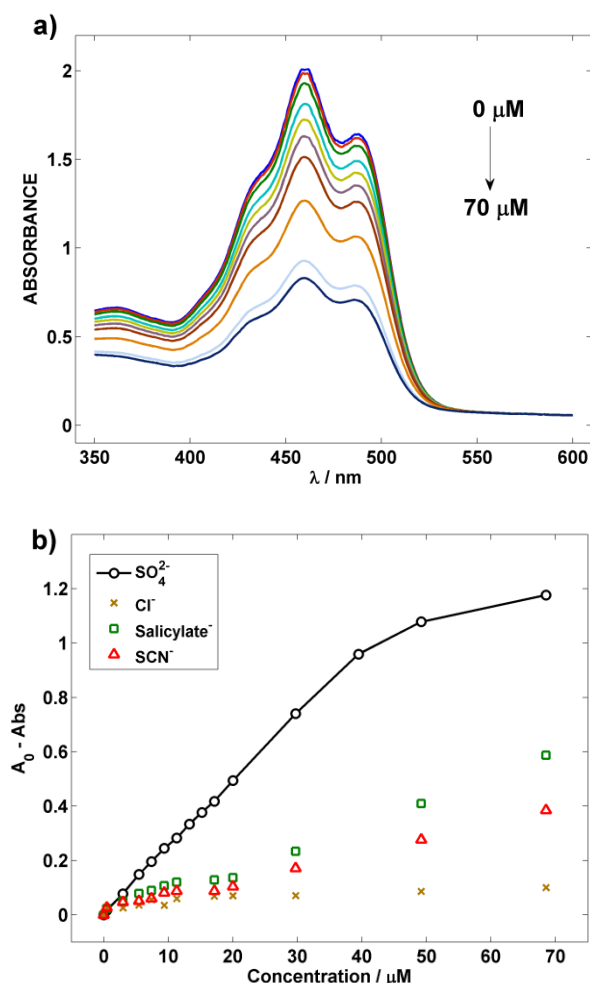 a)
ABSORBANCE
2
1.5
1
0.5
0
0 μM
70 μM
350 400 450 500 550 600
λ / nm
b)
A₀ - Abs
1.2
1
0.8
0.6
0.4
0.2
0
SO₄²⁻
Cl⁻
Salicylate⁻
SCN⁻
0 10 20 30 40 50 60 70
Concentration / μM